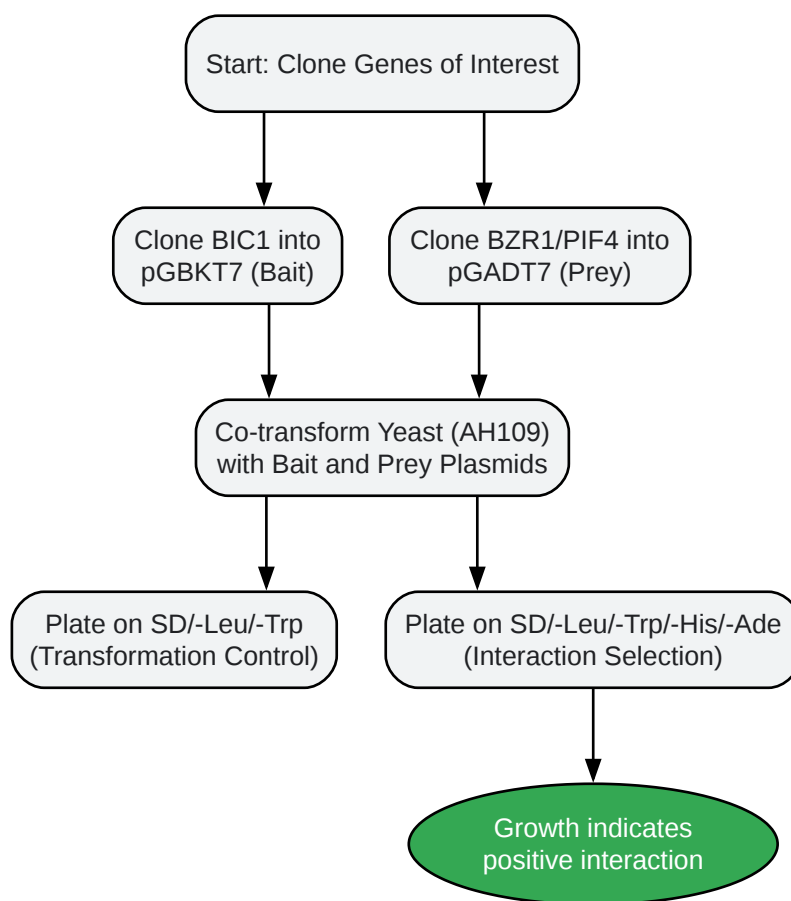 Start: Clone Genes of Interest
Clone BIC1 into
pGBKT7 (Bait)
Clone BZR1/PIF4 into
pGADT7 (Prey)
Co-transform Yeast (AH109)
with Bait and Prey Plasmids
Plate on SD/-Leu/-Trp
(Transformation Control)
Plate on SD/-Leu/-Trp/-His/-Ade
(Interaction Selection)
Growth indicates
positive interaction